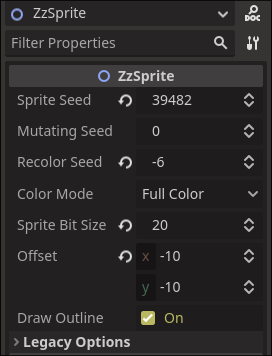 ZzSprite
DOC
Filter Properties
ZzSprite
Sprite Seed 39482
Mutating Seed 0
Recolor Seed -6
Color Mode Full Color
Sprite Bit Size 20
Offset x -10
y -10
Draw Outline On
Legacy Options